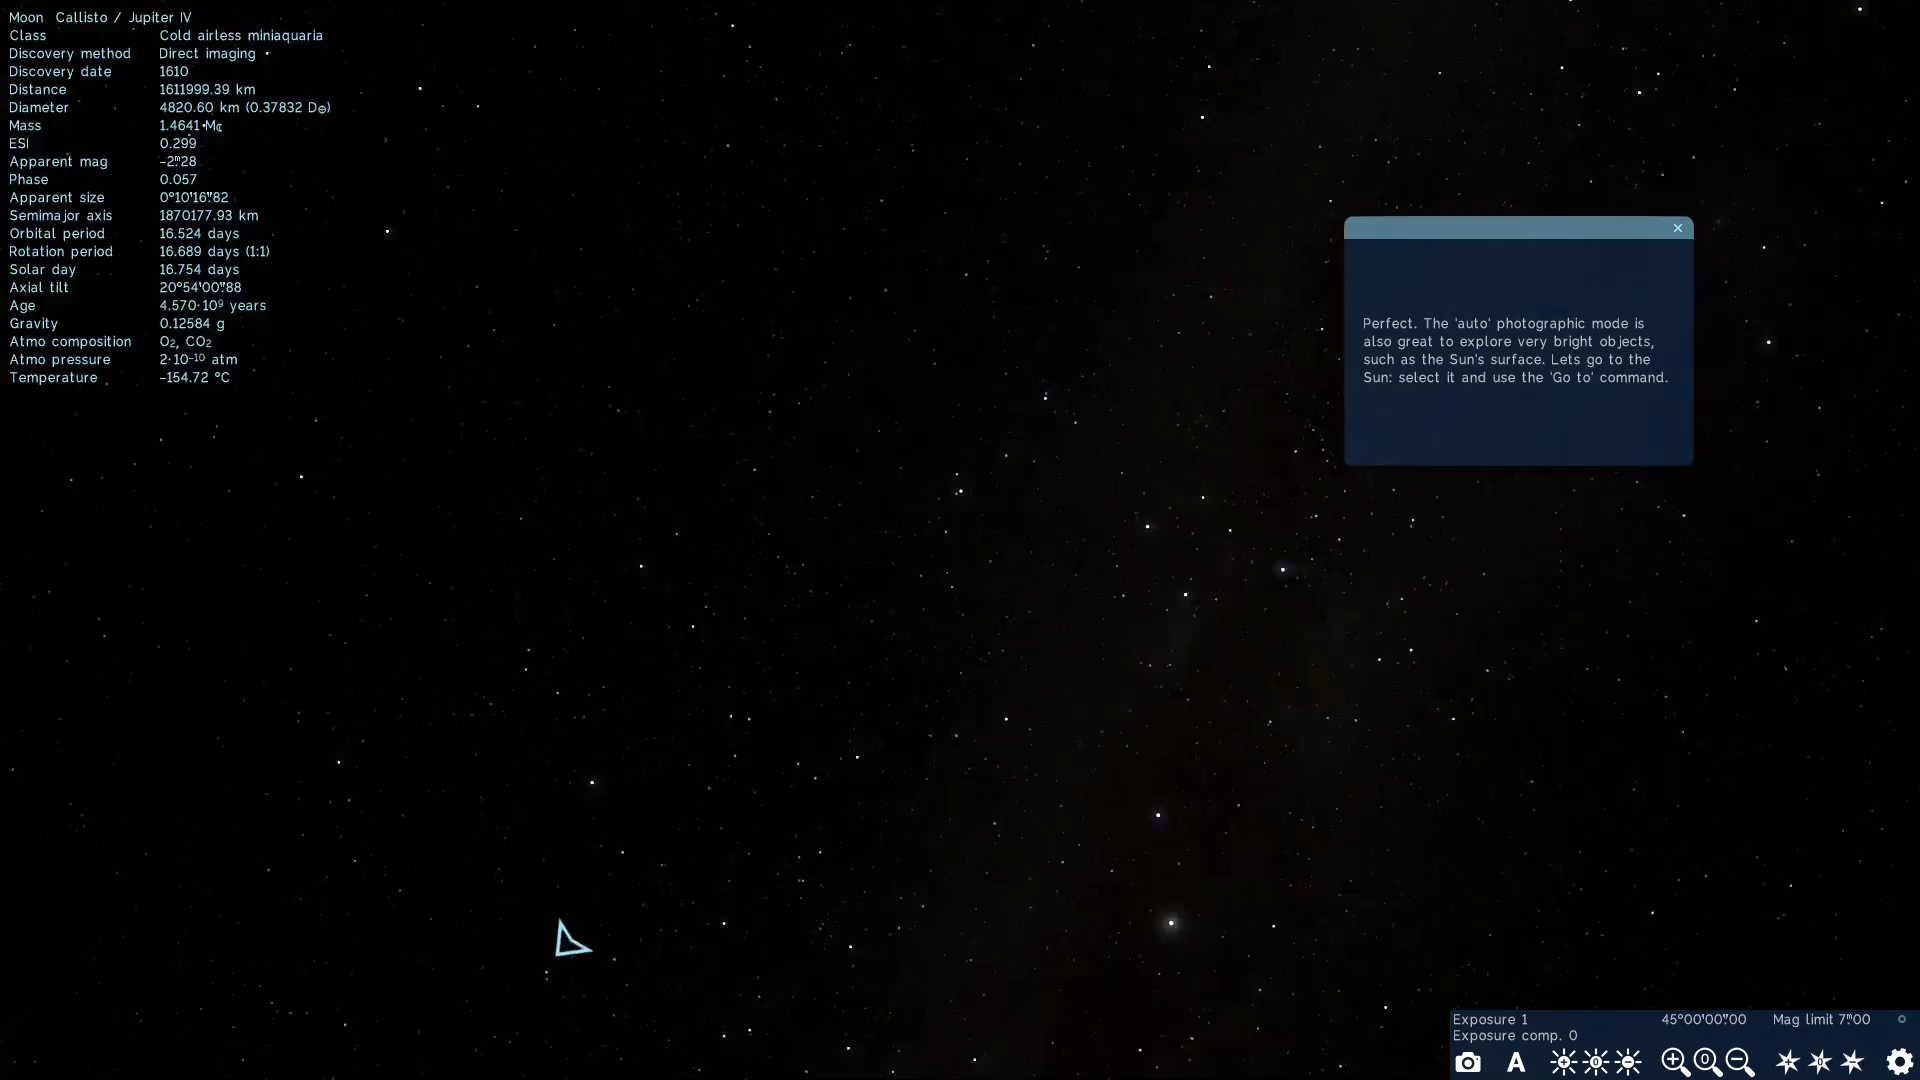 Moon Callisto / Jupiter IV
Class Cold airless miniaquaria
Discovery method Direct imaging
Discovery date 1610
Distance 1611999.39 km
Diameter 4820.60 km (0.37832 D⊕)
Mass 1.4641 M☾
ESI 0.299
Apparent mag −2ᵐ28
Phase 0.057
Apparent size 0°10'16"82
Semimajor axis 1870177.93 km
Orbital period 16.524 days
Rotation period 16.689 days (1:1)
Solar day 16.754 days
Axial tilt 20°54'00"88
Age 4.570·10⁹ years
Gravity 0.12584 g
Atmo composition O₂, CO₂
Atmo pressure 2·10⁻¹⁰ atm
Temperature −154.72 °C
Perfect. The 'auto' photographic mode is
also great to explore very bright objects,
such as the Sun's surface. Lets go to the
Sun: select it and use the 'Go to' command.
Exposure 1 45°00'00"00 Mag limit 7ᵐ00
Exposure comp. 0
A 0